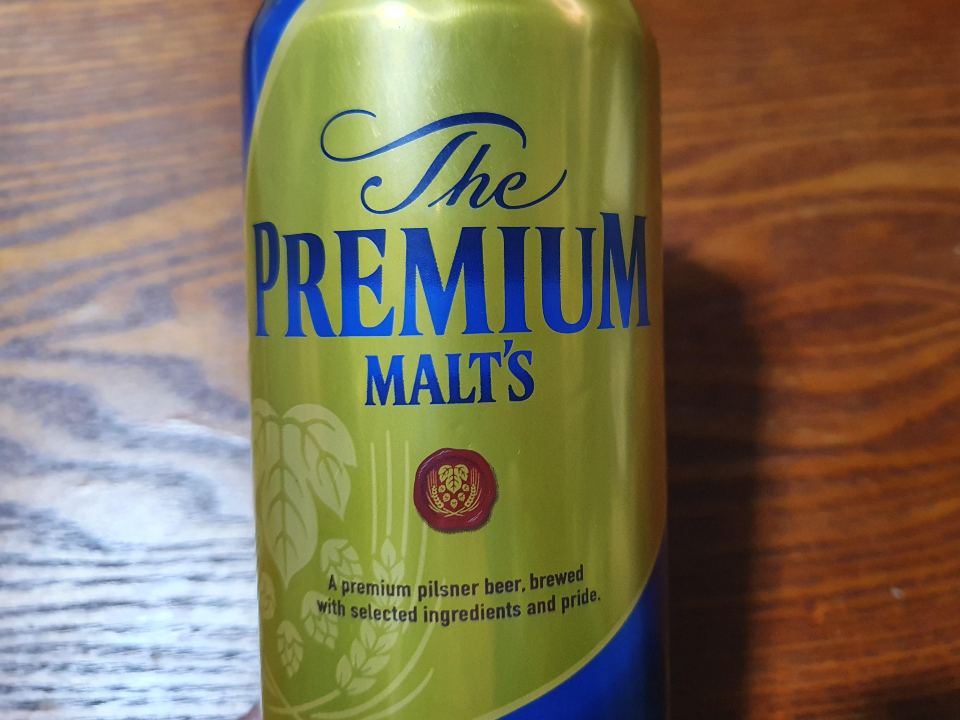 The
PREMIUM
MALT'S
A premium pilsner beer, brewed
with selected ingredients and pride.